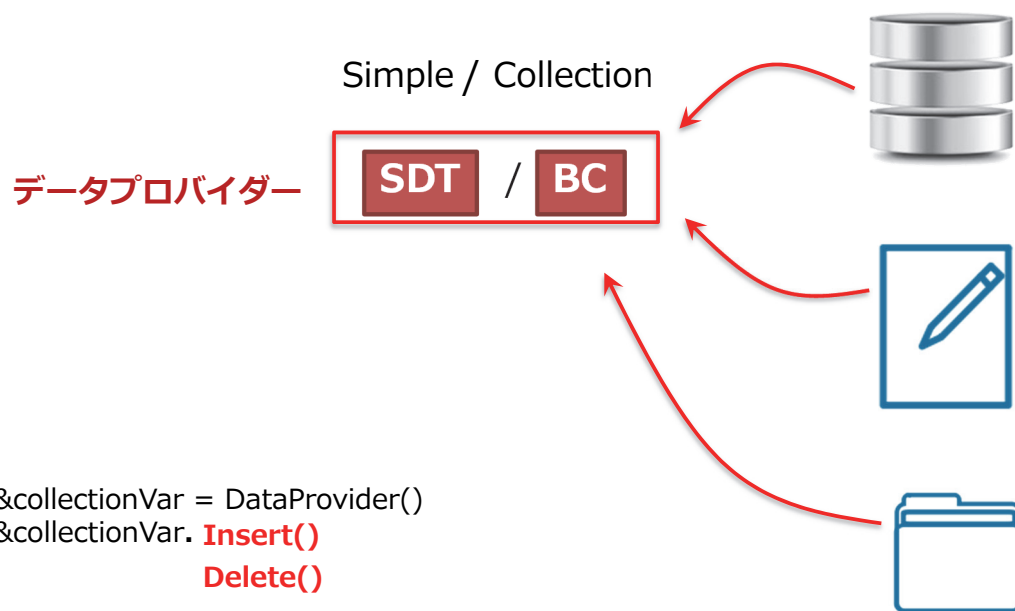 Simple / Collection
データプロバイダー
SDT / BC
&collectionVar = DataProvider()
&collectionVar. Insert()
Delete()